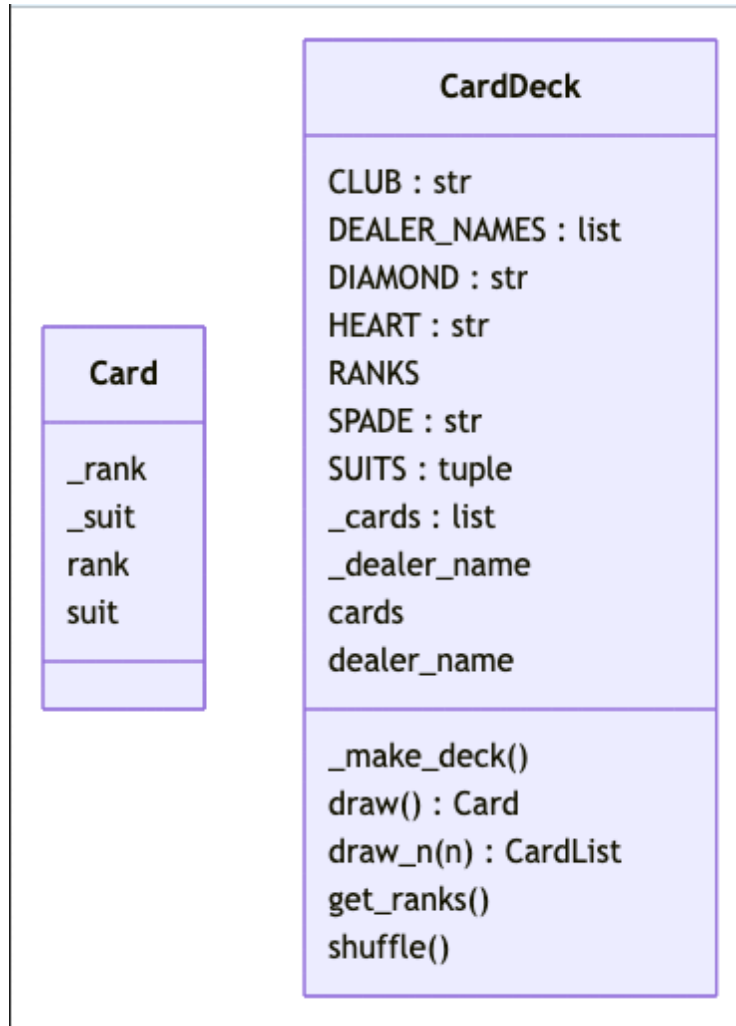 Card
_rank
_suit
rank
suit
CardDeck
CLUB : str
DEALER_NAMES : list
DIAMOND : str
HEART : str
RANKS
SPADE : str
SUITS : tuple
_cards : list
_dealer_name
cards
dealer_name
_make_deck()
draw() : Card
draw_n(n) : CardList
get_ranks()
shuffle()